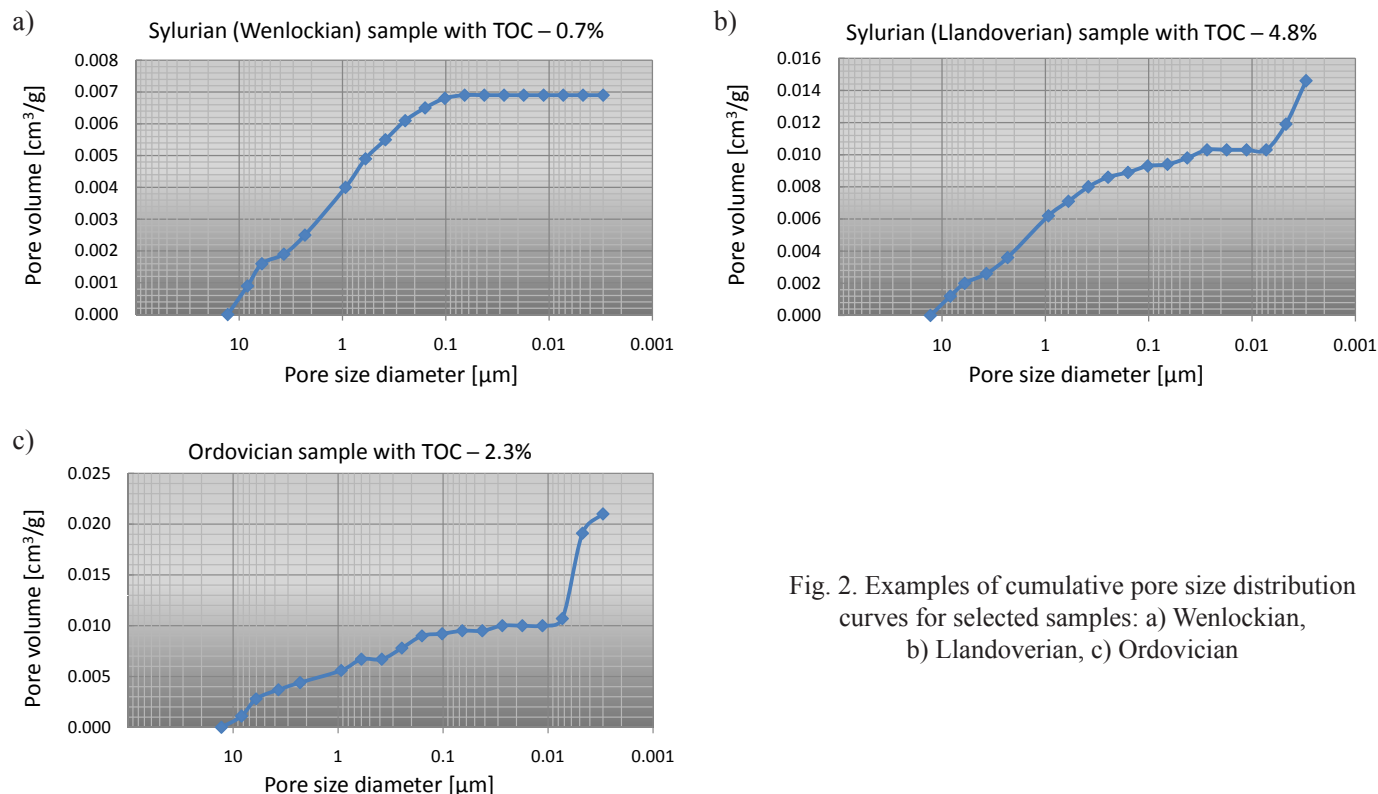 a)
Sylurian (Wenlockian) sample with TOC – 0.7%
0.008
0.007
0.006
0.005
0.004
0.003
0.002
0.001
0.000
Pore volume [cm³/g]
10 1 0.1 0.01 0.001
Pore size diameter [µm]
b)
Sylurian (Llandoverian) sample with TOC – 4.8%
0.016
0.014
0.012
0.010
0.008
0.006
0.004
0.002
0.000
Pore volume [cm³/g]
10 1 0.1 0.01 0.001
Pore size diameter [µm]
c)
Ordovician sample with TOC – 2.3%
0.025
0.020
0.015
0.010
0.005
0.000
Pore volume [cm³/g]
10 1 0.1 0.01 0.001
Pore size diameter [µm]
Fig. 2. Examples of cumulative pore size distribution
curves for selected samples: a) Wenlockian,
b) Llandoverian, c) Ordovician